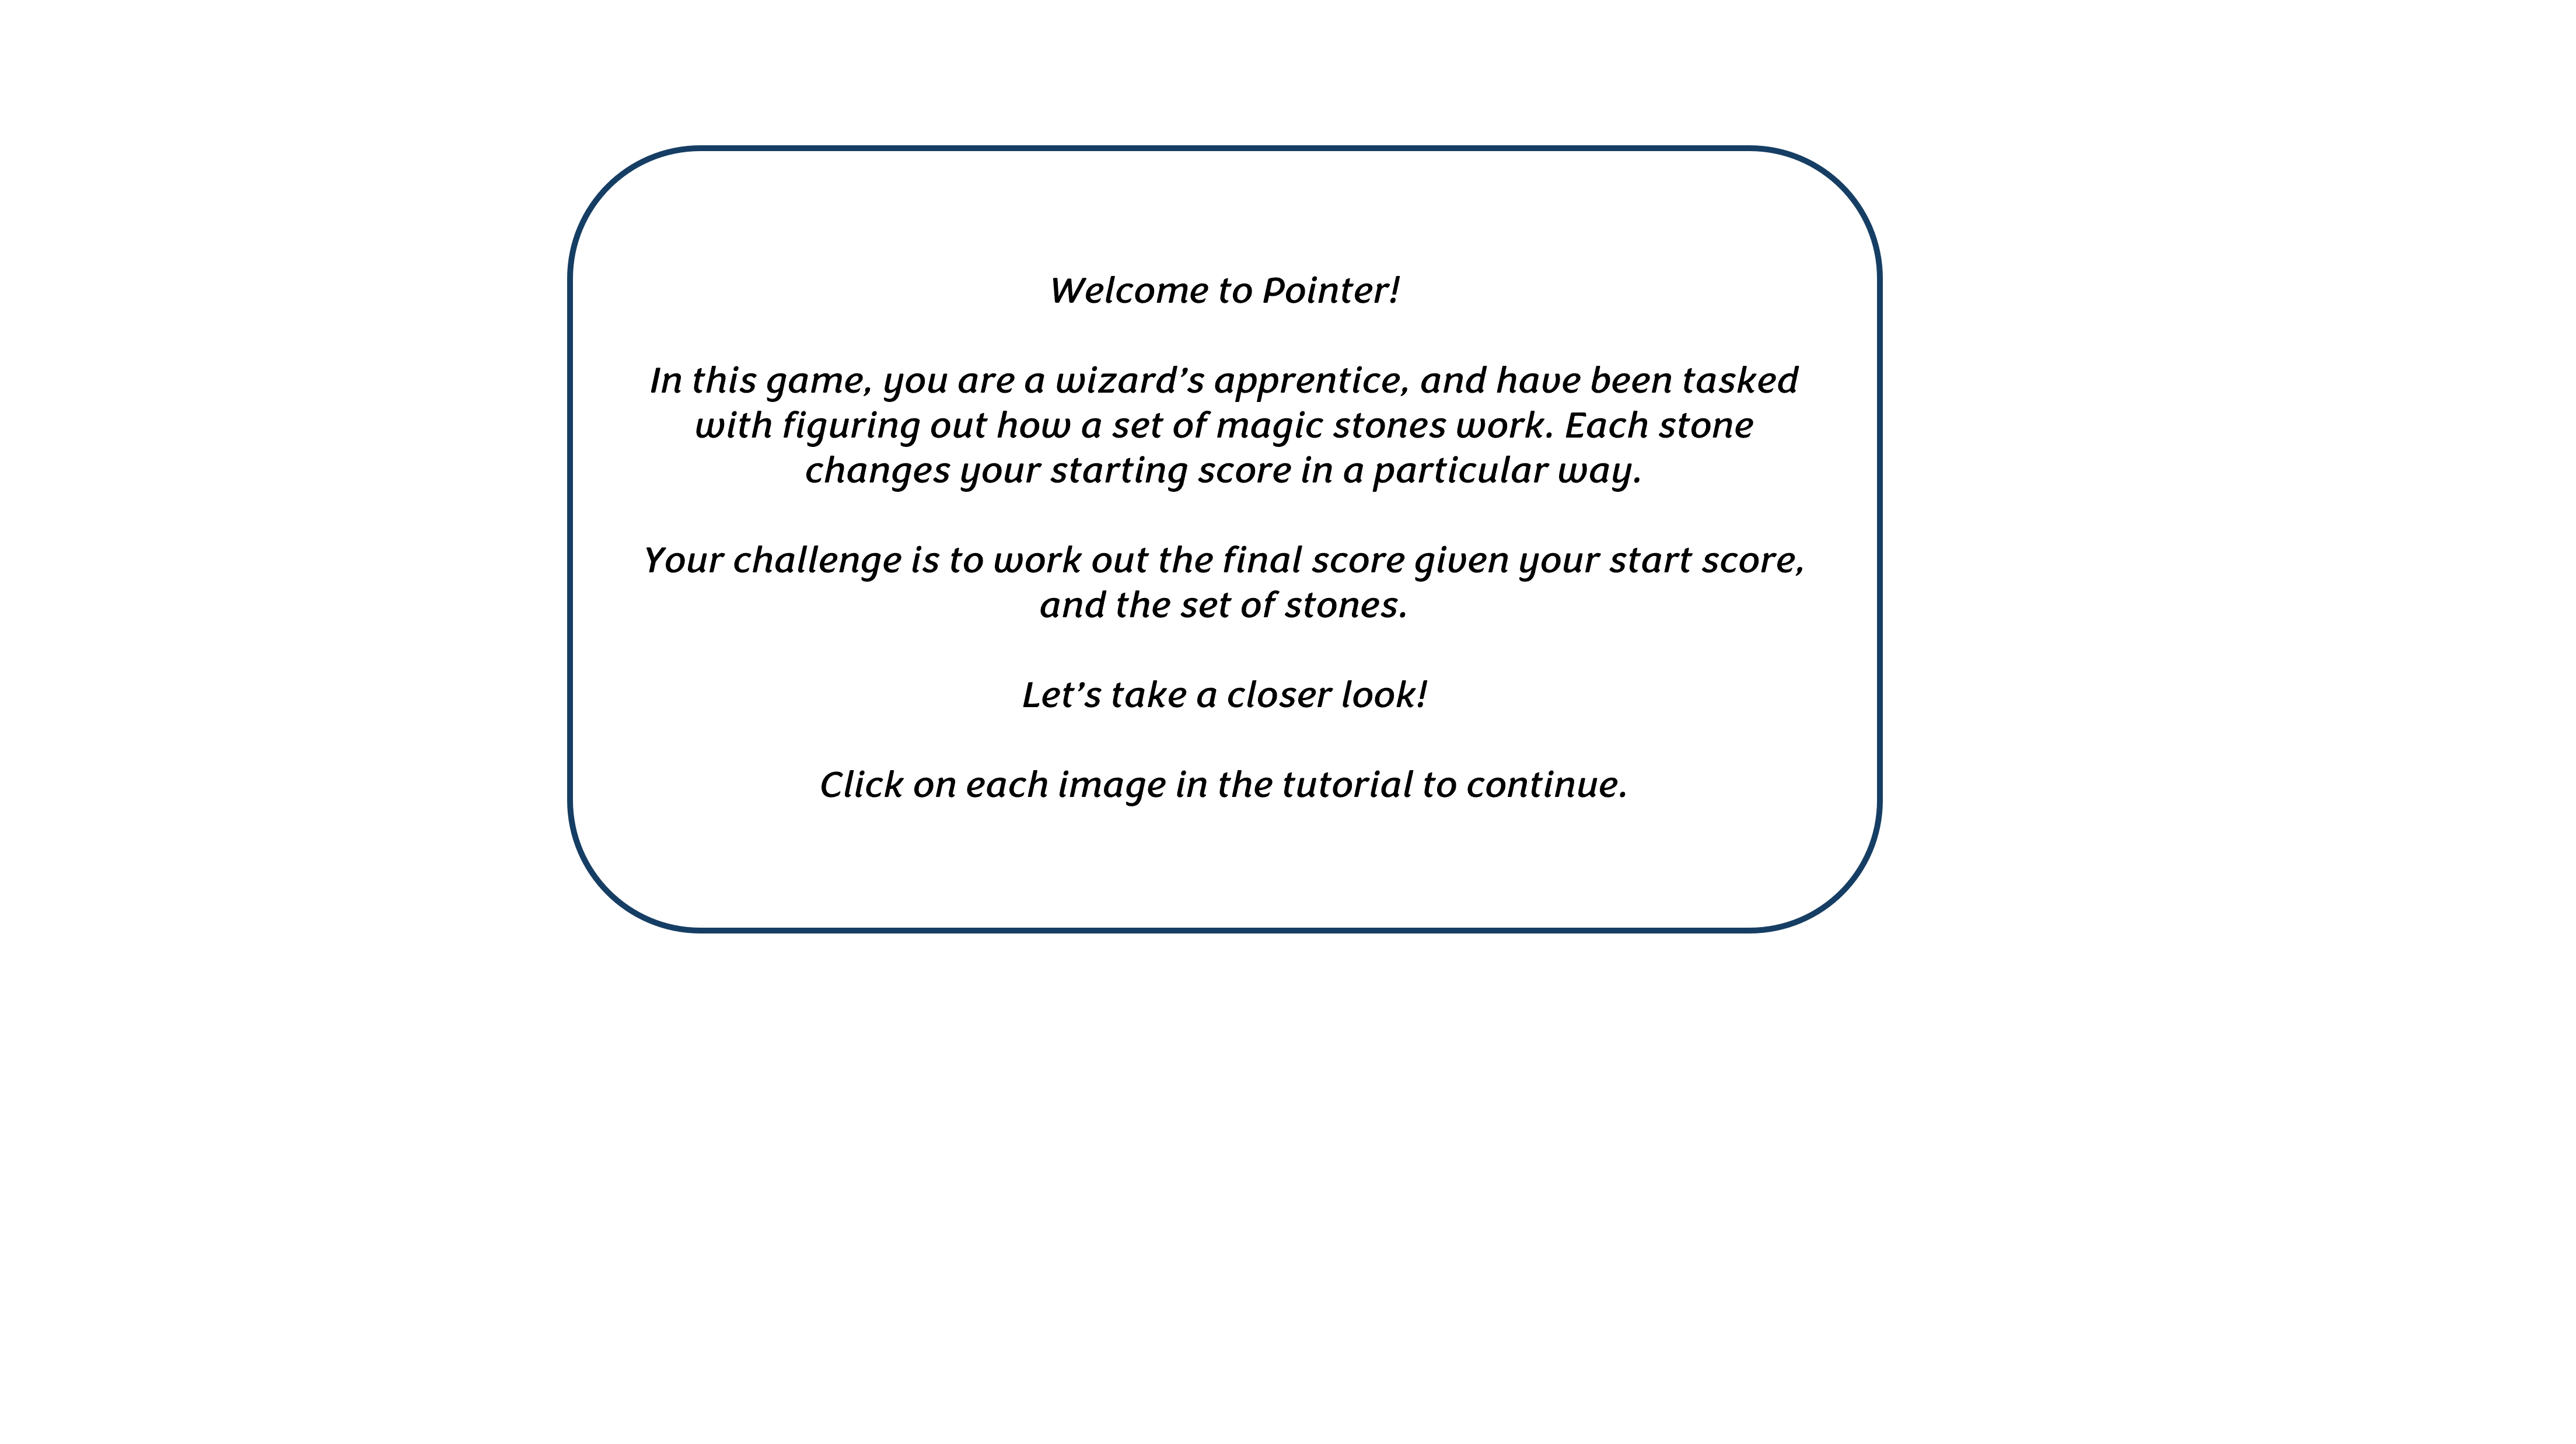 Welcome to Pointer!
In this game, you are a wizard’s apprentice, and have been tasked
with figuring out how a set of magic stones work. Each stone
changes your starting score in a particular way.
Your challenge is to work out the final score given your start score,
and the set of stones.
Let’s take a closer look!
Click on each image in the tutorial to continue.